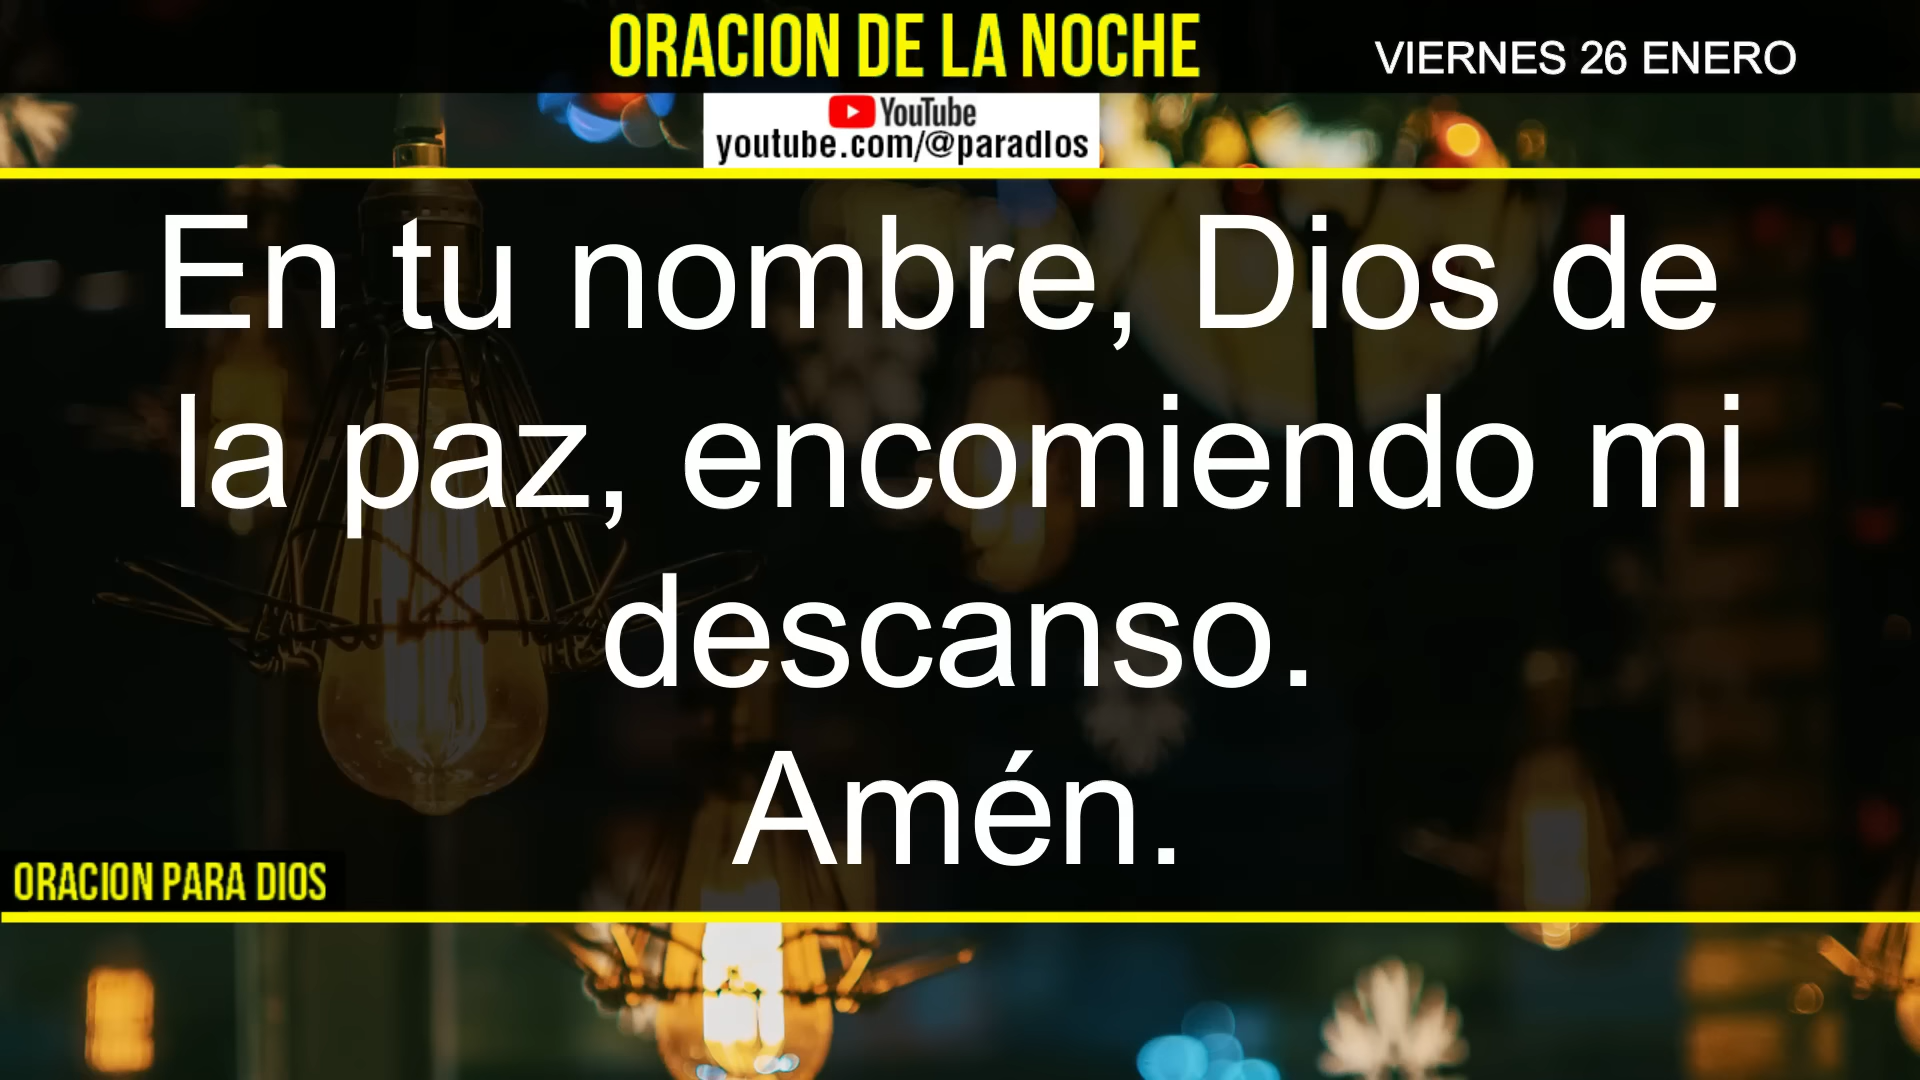 ORACION DE LA NOCHE
VIERNES 26 ENERO
YouTube
youtube.com/@paradIos
En tu nombre, Dios de
la paz, encomiendo mi
descanso.
Amén.
ORACION PARA DIOS